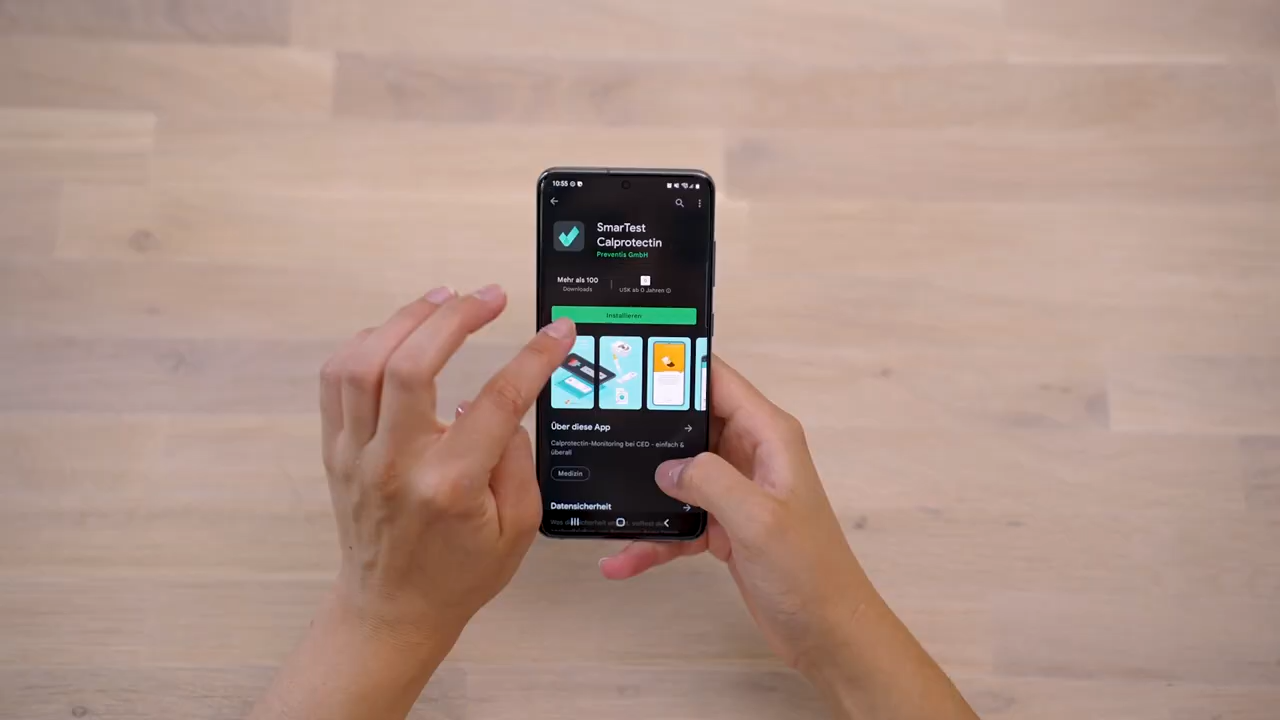 10:55
SmarTest
Calprotectin
Preventis GmbH
Mehr als 100
Downloads
USK ab 0 Jahren
Installieren
Über diese App
Calprotectin-Monitoring bei CED - einfach &
überall
Medizin
Datensicherheit